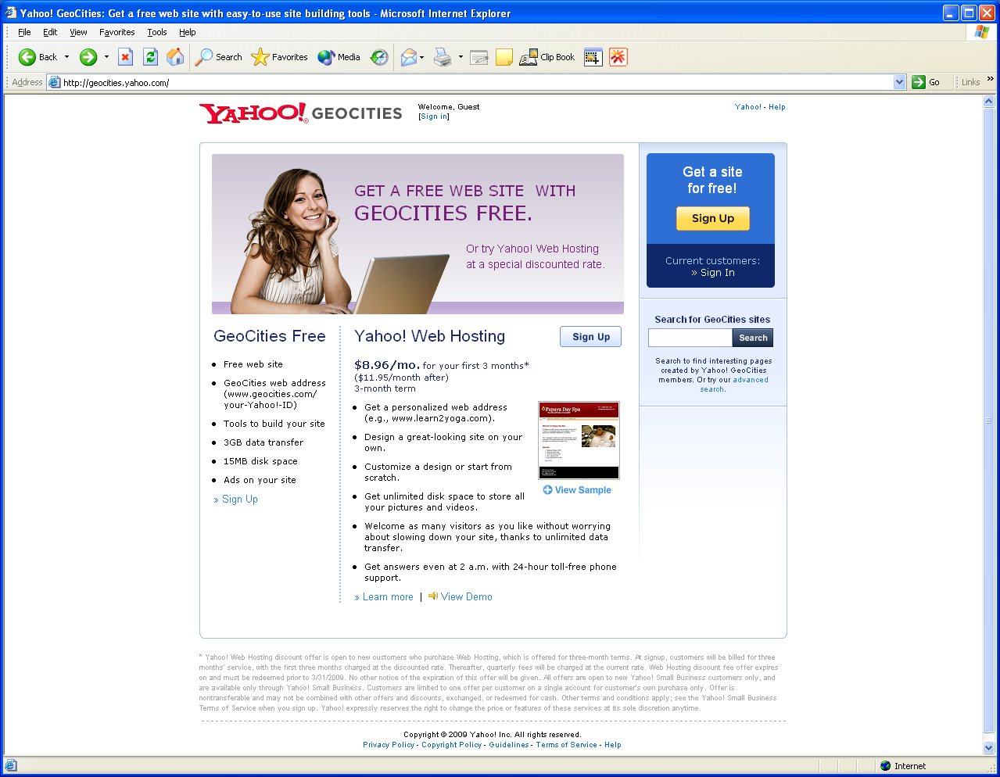 Yahoo! GeoCities: Get a free web site with easy-to-use site building tools - Microsoft Internet Explorer
File Edit View Favorites Tools Help
Back Search Favorites Media Clip Book
Address http://geocities.yahoo.com/ Go Links »
YAHOO!® GEOCITIES
Welcome, Guest
[Sign in]
Yahoo! - Help
GET A FREE WEB SITE WITH
GEOCITIES FREE.
Or try Yahoo! Web Hosting
at a special discounted rate.
Get a site
for free!
Sign Up
Current customers:
» Sign In
Search for GeoCities sites
Search
Search to find interesting pages
created by Yahoo! GeoCities
members. Or try our advanced
search.
GeoCities Free
• Free web site
• GeoCities web address
(www.geocities.com/
your-Yahoo!-ID)
• Tools to build your site
• 3GB data transfer
• 15MB disk space
• Ads on your site
» Sign Up
Yahoo! Web Hosting
Sign Up
$8.96/mo. for your first 3 months*
($11.95/month after)
3-month term
• Get a personalized web address
(e.g., www.learn2yoga.com).
• Design a great-looking site on your
own.
• Customize a design or start from
scratch.
• Get unlimited disk space to store all
your pictures and videos.
• Welcome as many visitors as you like without worrying
about slowing down your site, thanks to unlimited data
transfer.
• Get answers even at 2 a.m. with 24-hour toll-free phone
support.
» Learn more | View Demo
Papaya Day Spa
View Sample
* Yahoo! Web Hosting discount offer is open to new customers who purchase Web Hosting, which is offered for three-month terms. At signup, customers will be billed for three
months' service, with the first three months charged at the discounted rate. Thereafter, quarterly fees will be charged at the current rate. Web Hosting discount fee offer expires
on and must be redeemed prior to 3/31/2009. No other notice of the expiration of this offer will be given. All offers are open to new Yahoo! Small Business customers only, and
are available only through Yahoo! Small Business. Customers are limited to one offer per customer on a single account for customer's own purchase only. Offer is
nontransferable and may not be combined with other offers and discounts, exchanged, or redeemed for cash. Other terms and conditions apply; see the Yahoo! Small Business
Terms of Service when you sign up. Yahoo! expressly reserves the right to change the price or features of these services at its sole discretion anytime.
Copyright © 2009 Yahoo! Inc. All rights reserved.
Privacy Policy - Copyright Policy - Guidelines - Terms of Service - Help
Internet